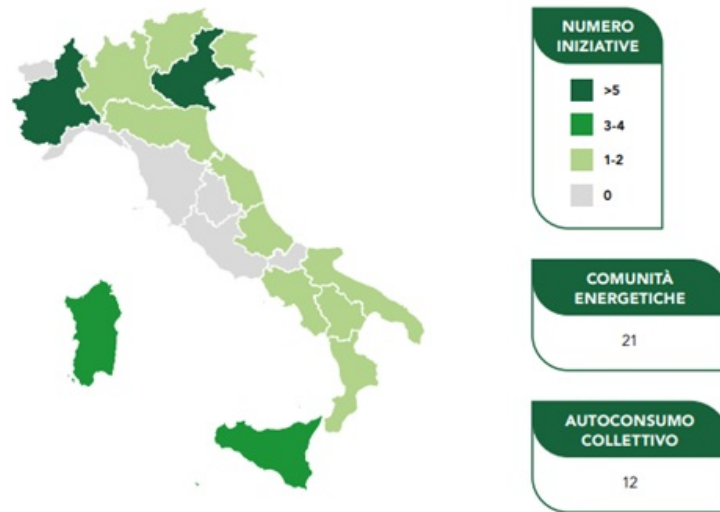 NUMERO
INIZIATIVE
>5
3-4
1-2
0
COMUNITÀ
ENERGETICHE
21
AUTOCONSUMO
COLLETTIVO
12